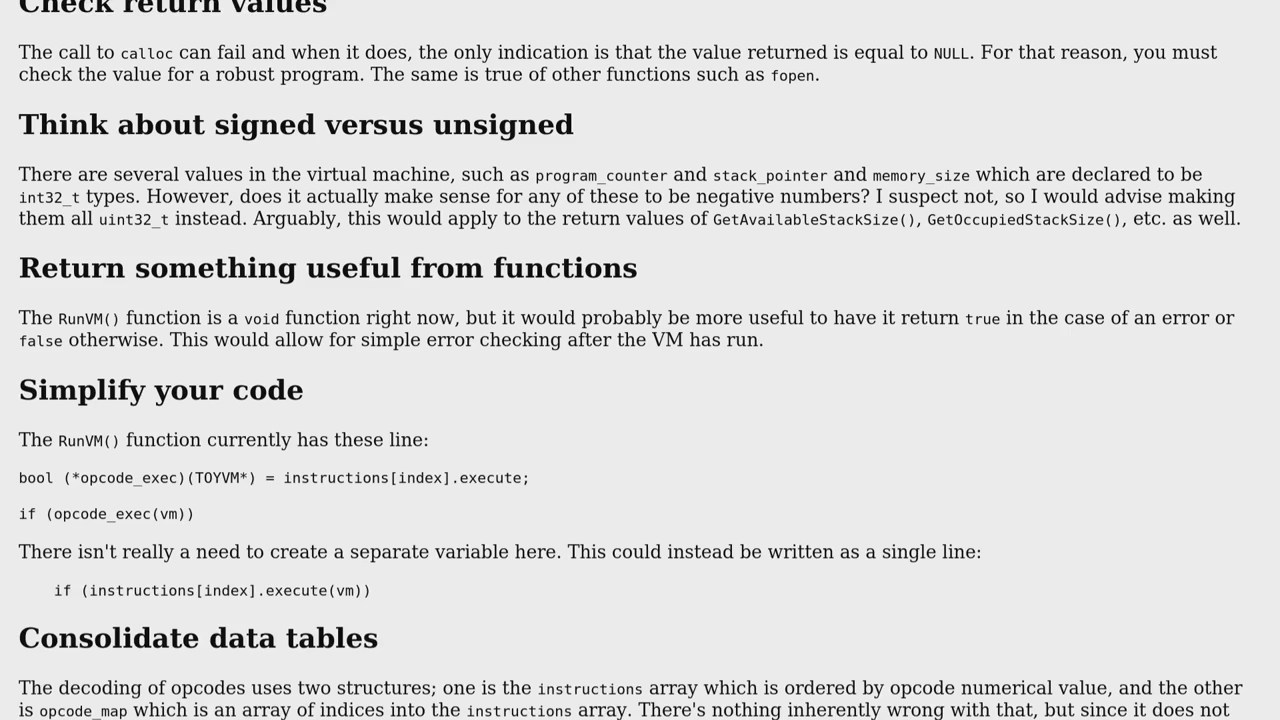 Check return values
The call to calloc can fail and when it does, the only indication is that the value returned is equal to NULL. For that reason, you must
check the value for a robust program. The same is true of other functions such as fopen.
Think about signed versus unsigned
There are several values in the virtual machine, such as program_counter and stack_pointer and memory_size which are declared to be
int32_t types. However, does it actually make sense for any of these to be negative numbers? I suspect not, so I would advise making
them all uint32_t instead. Arguably, this would apply to the return values of GetAvailableStackSize(), GetOccupiedStackSize(), etc. as well.
Return something useful from functions
The RunVM() function is a void function right now, but it would probably be more useful to have it return true in the case of an error or
false otherwise. This would allow for simple error checking after the VM has run.
Simplify your code
The RunVM() function currently has these line:
bool (*opcode_exec)(TOYVM*) = instructions[index].execute;
if (opcode_exec(vm))
There isn't really a need to create a separate variable here. This could instead be written as a single line:
if (instructions[index].execute(vm))
Consolidate data tables
The decoding of opcodes uses two structures; one is the instructions array which is ordered by opcode numerical value, and the other
is opcode_map which is an array of indices into the instructions array. There's nothing inherently wrong with that, but since it does not